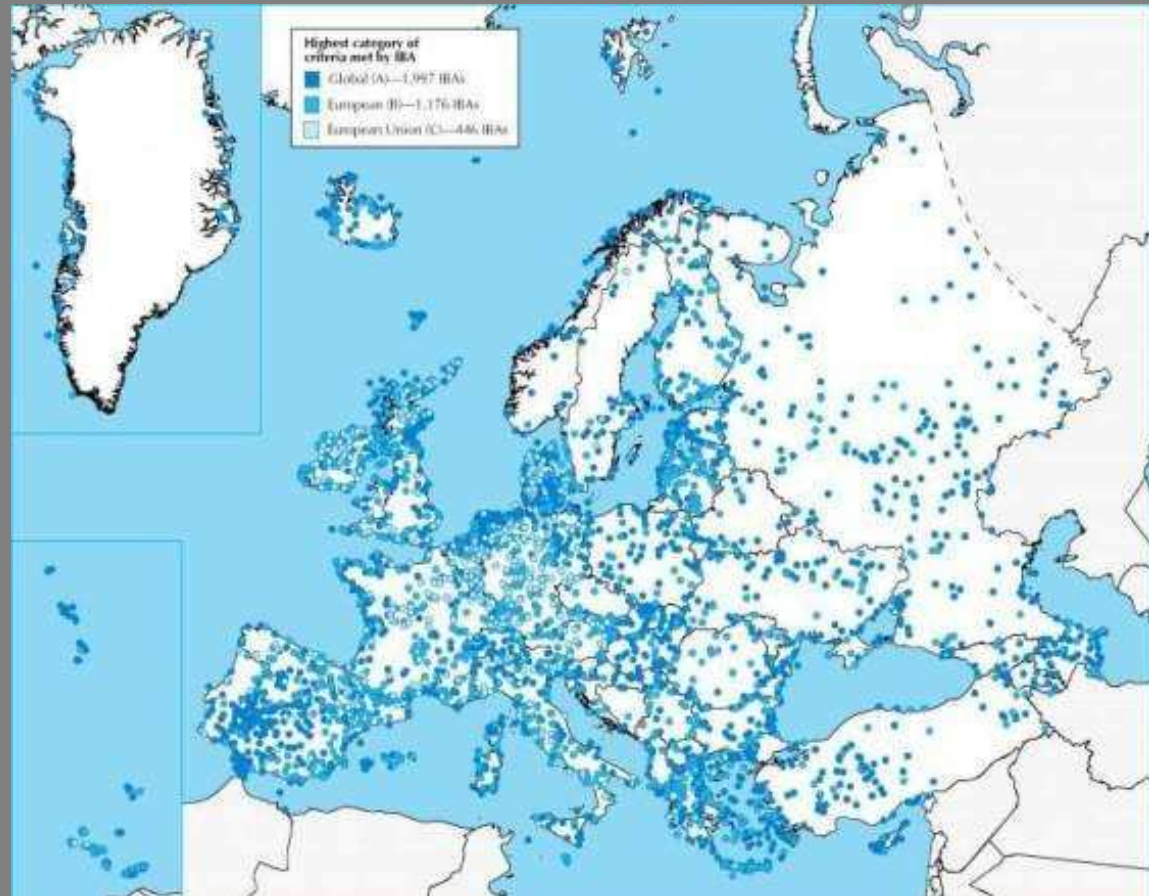 Highest category of
criteria met by IBA
Global (A)—1,997 IBAs
European (B)—1,176 IBAs
European Union (C)—446 IBAs